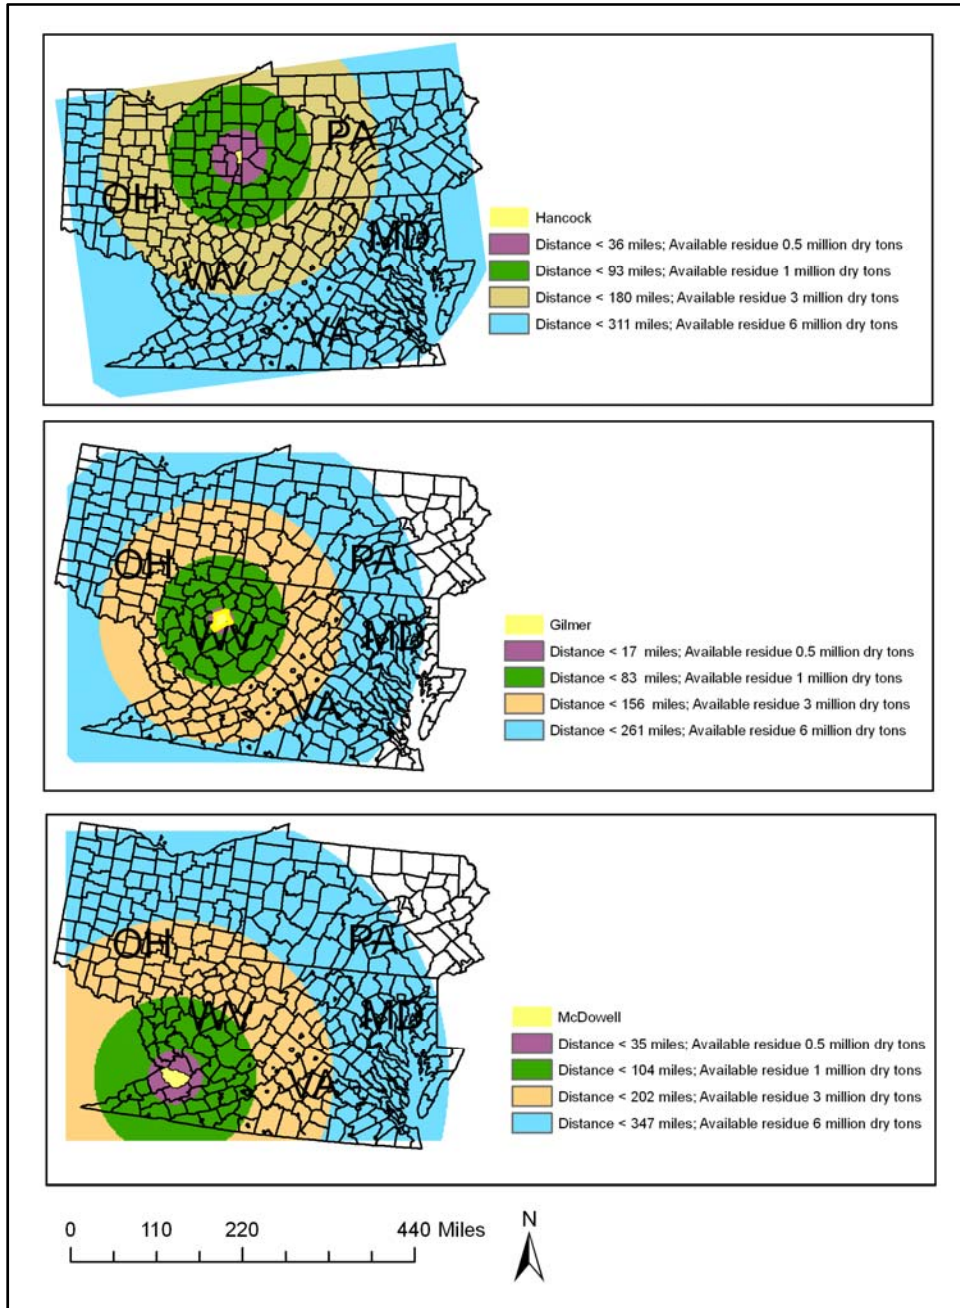 PA
OH
MD
WV
VA
Hancock
Distance < 36 miles; Available residue 0.5 million dry tons
Distance < 93 miles; Available residue 1 million dry tons
Distance < 180 miles; Available residue 3 million dry tons
Distance < 311 miles; Available residue 6 million dry tons
PA
OH
WV
MD
VA
Gilmer
Distance < 17 miles; Available residue 0.5 million dry tons
Distance < 83 miles; Available residue 1 million dry tons
Distance < 156 miles; Available residue 3 million dry tons
Distance < 261 miles; Available residue 6 million dry tons
PA
OH
WV
MD
VA
McDowell
Distance < 35 miles; Available residue 0.5 million dry tons
Distance < 104 miles; Available residue 1 million dry tons
Distance < 202 miles; Available residue 3 million dry tons
Distance < 347 miles; Available residue 6 million dry tons
0 110 220 440 Miles
N